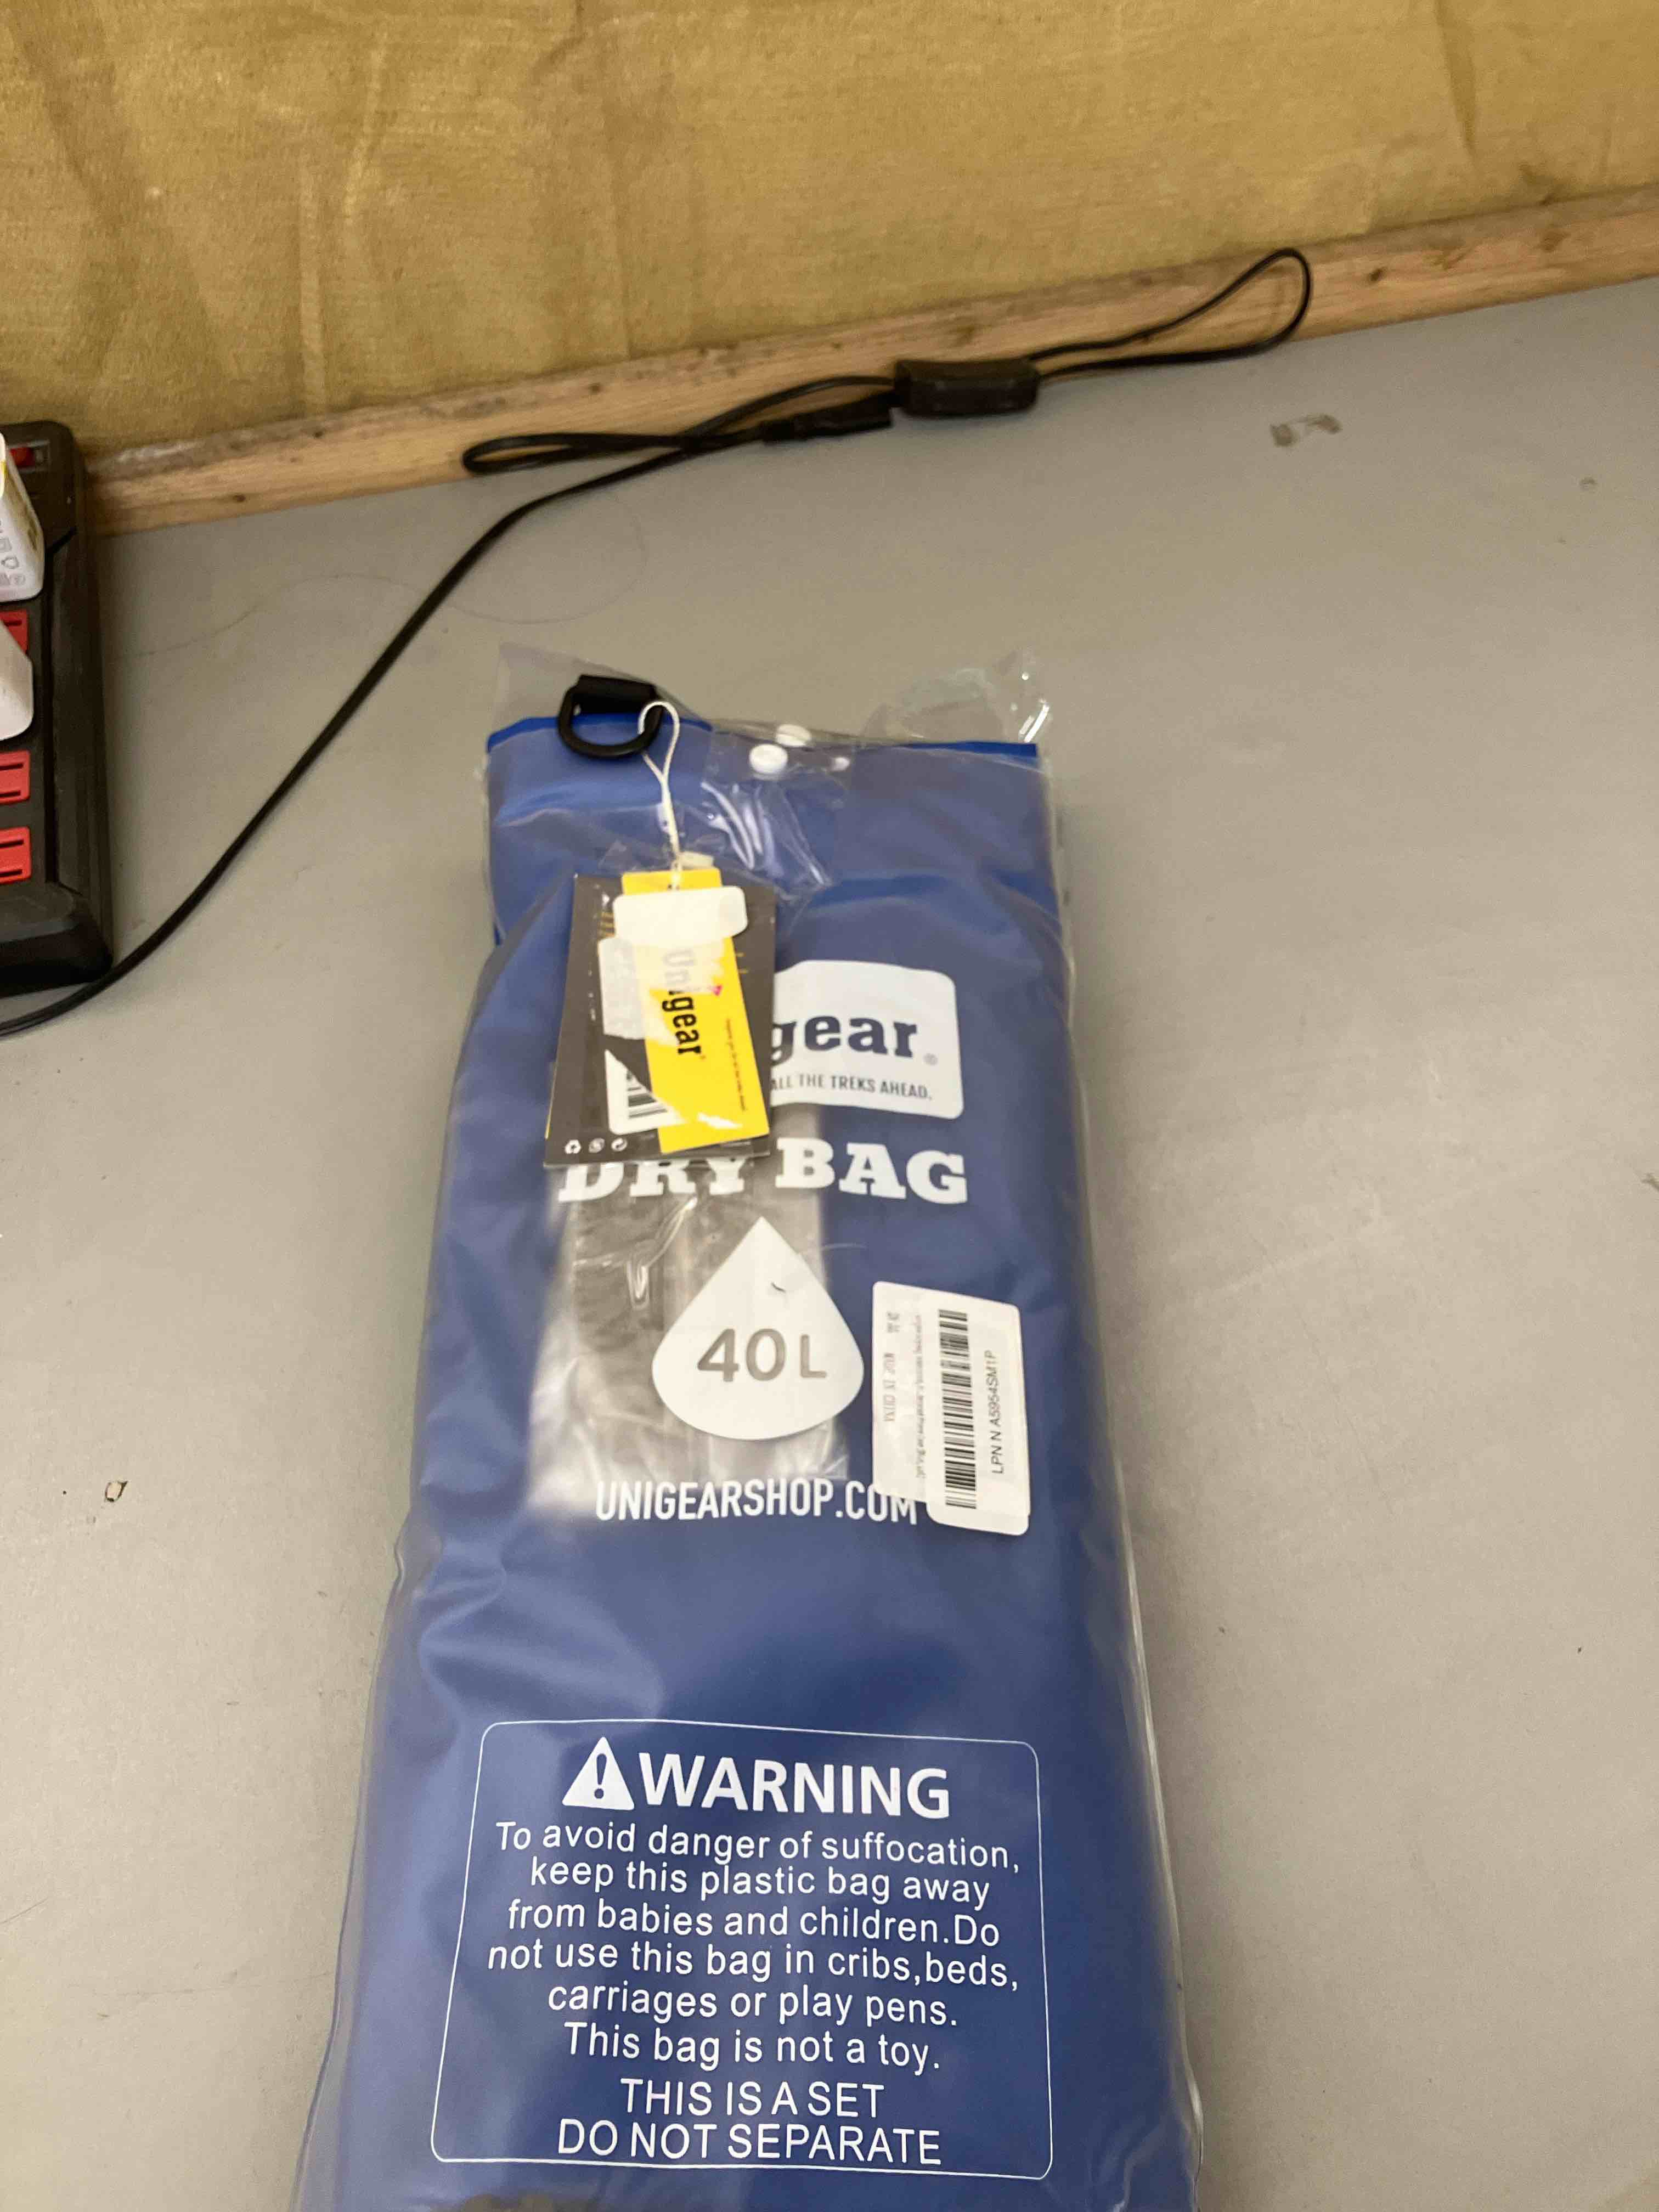 Unigear
gear®
ALL THE TREKS AHEAD.
DRY BAG
40L
LPN N A5954SM1P
UNIGEARSHOP.COM
WARNING
To avoid danger of suffocation,
keep this plastic bag away
from babies and children.Do
not use this bag in cribs,beds,
carriages or play pens.
This bag is not a toy.
THIS IS A SET
DO NOT SEPARATE